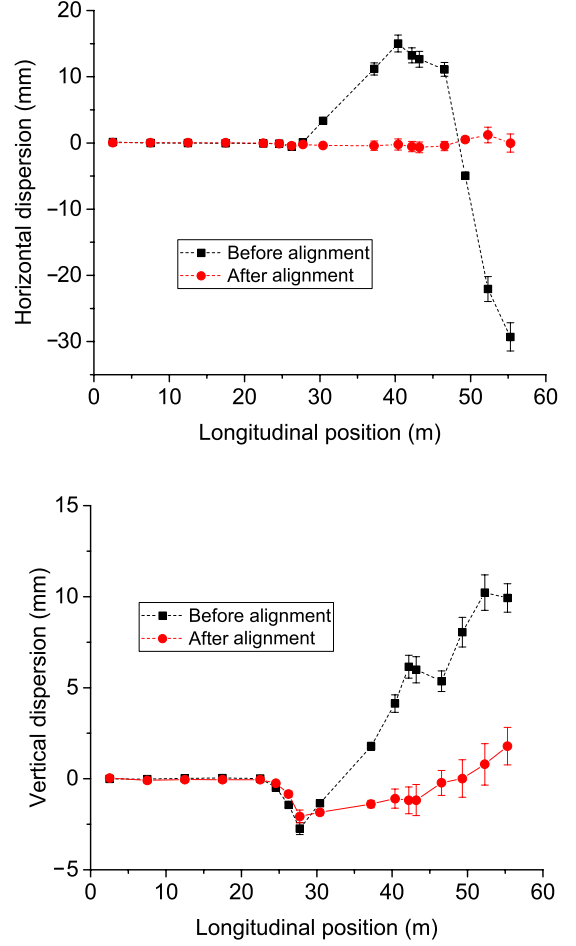 Horizontal dispersion (mm)
20
10
0
−10
−20
−30
Before alignment
After alignment
0 10 20 30 40 50 60
Longitudinal position (m)
Vertical dispersion (mm)
15
10
5
0
−5
Before alignment
After alignment
0 10 20 30 40 50 60
Longitudinal position (m)